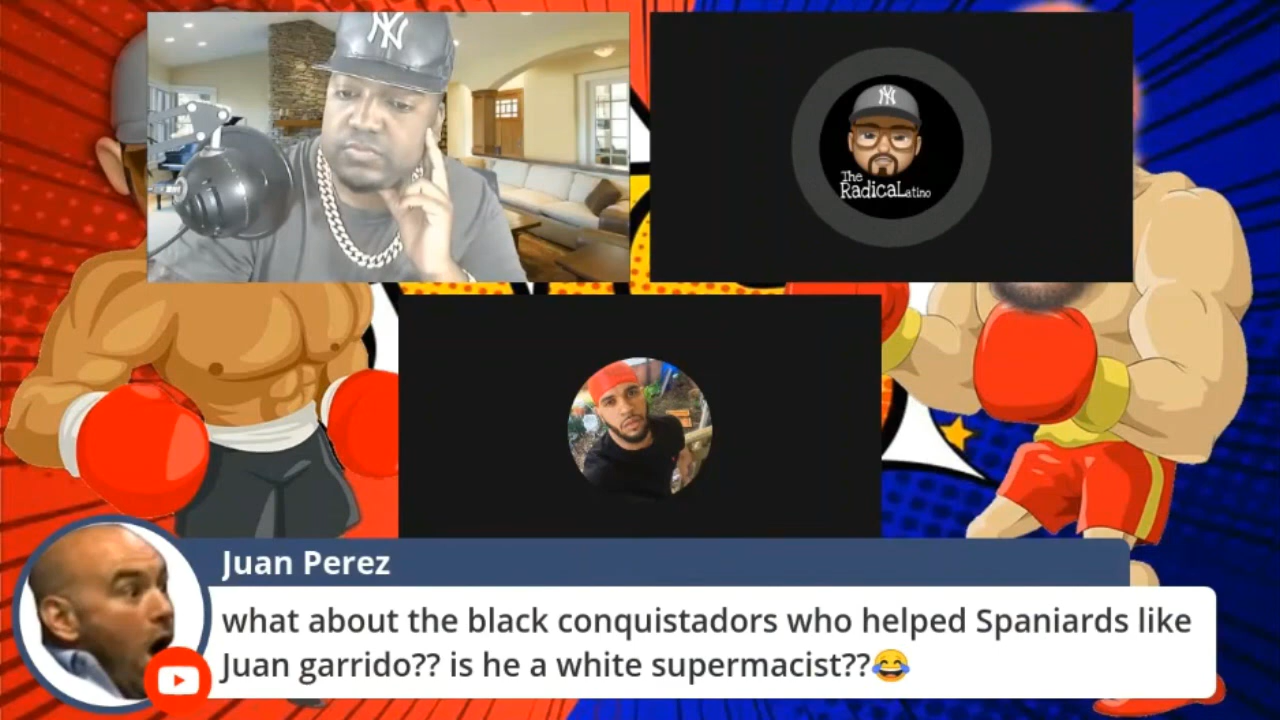 NY
NY
The
RadicaLatino
Juan Perez
what about the black conquistadors who helped Spaniards like
Juan garrido?? is he a white supermacist??😂